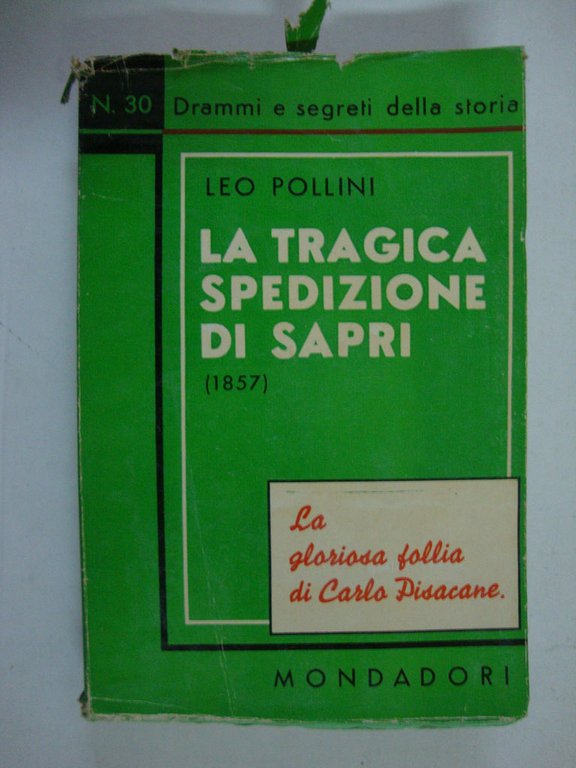 N. 30 Drammi e segreti della storia
LEO POLLINI
LA TRAGICA
SPEDIZIONE
DI SAPRI
(1857)
La
gloriosa follia
di Carlo Pisacane.
MONDADORI